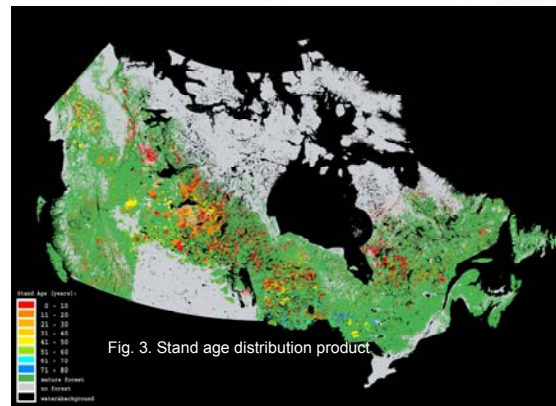 Stand Age (years):
0 - 10
11 - 20
21 - 30
31 - 40
41 - 50
51 - 60
61 - 70
71 - 80
mature forest
no forest
water&background
Fig. 3. Stand age distribution product